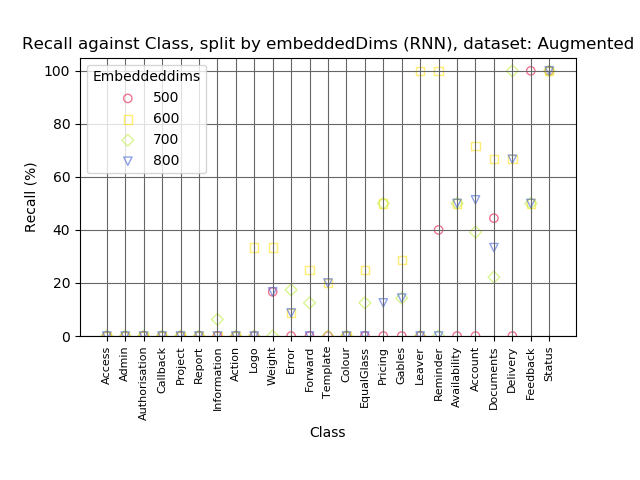 Recall against Class, split by embeddedDims (RNN), dataset: Augmented
Embeddeddims
500
600
700
800
100
80
60
40
20
0
Recall (%)
Access
Admin
Authorisation
Callback
Project
Report
Information
Action
Logo
Weight
Error
Forward
Template
Colour
EqualGlass
Pricing
Gables
Leaver
Reminder
Availability
Account
Documents
Delivery
Feedback
Status
Class